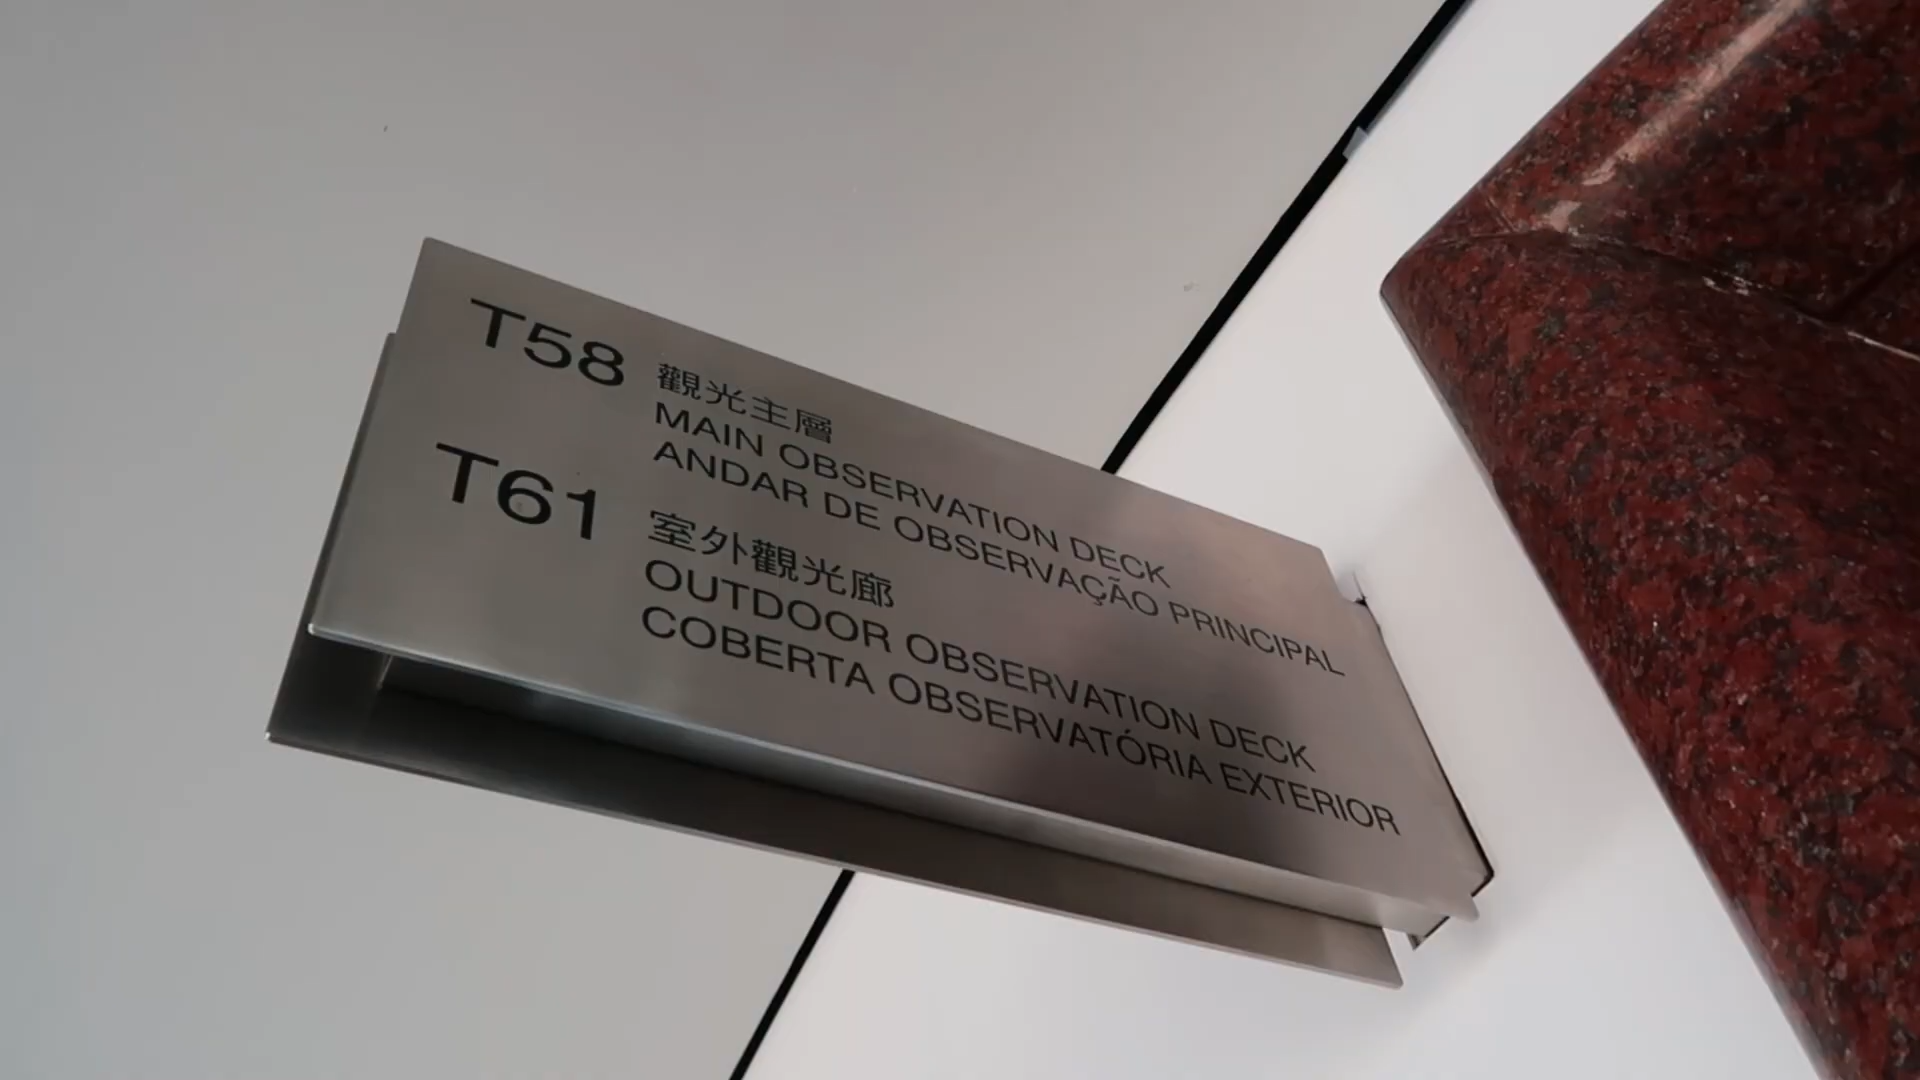 T58 觀光主層
MAIN OBSERVATION DECK
ANDAR DE OBSERVAÇÃO PRINCIPAL
T61 室外觀光廊
OUTDOOR OBSERVATION DECK
COBERTA OBSERVATÓRIA EXTERIOR